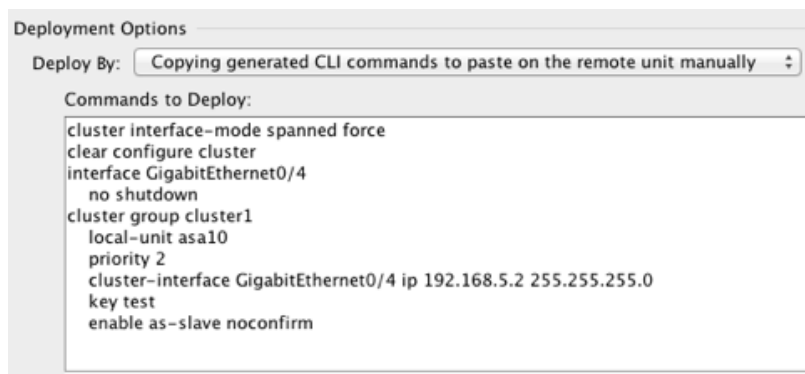 Deployment Options
Deploy By: Copying generated CLI commands to paste on the remote unit manually
Commands to Deploy:
cluster interface-mode spanned force
clear configure cluster
interface GigabitEthernet0/4
no shutdown
cluster group cluster1
local-unit asa10
priority 2
cluster-interface GigabitEthernet0/4 ip 192.168.5.2 255.255.255.0
key test
enable as-slave noconfirm